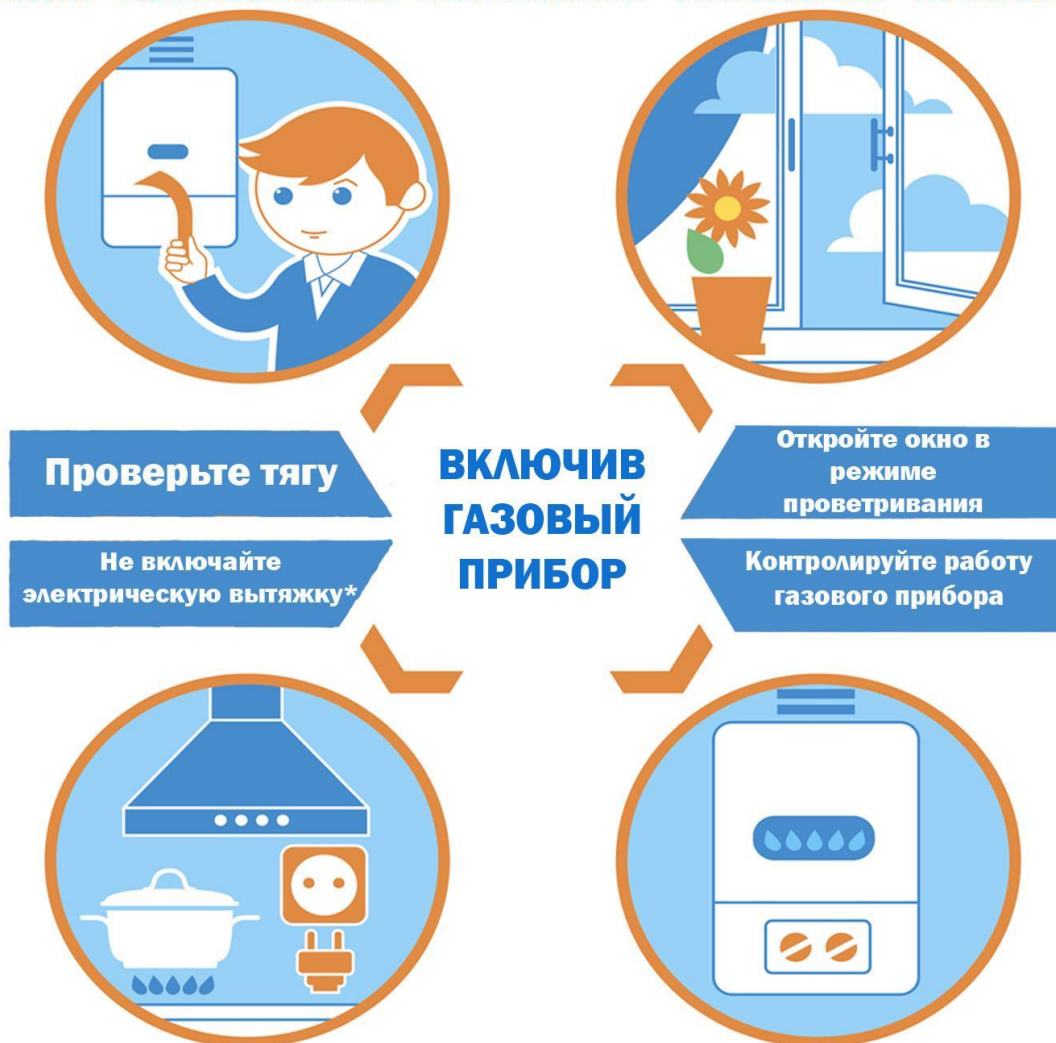 Проверьте тягу
Не включайте
электрическую вытяжку*
ВКЛЮЧИВ
ГАЗОВЫЙ
ПРИБОР
Откройте окно в
режиме
проветривания
Контролируйте работу
газового прибора